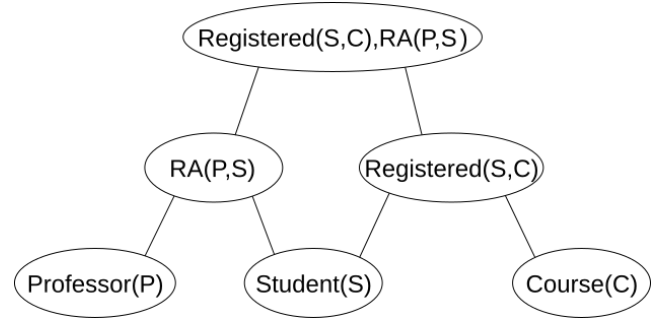 Registered(S,C),RA(P,S)
RA(P,S)
Registered(S,C)
Professor(P)
Student(S)
Course(C)